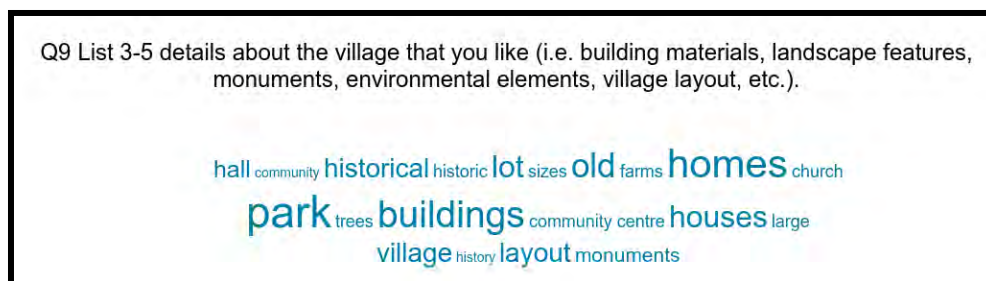 Q9 List 3-5 details about the village that you like (i.e. building materials, landscape features,
monuments, environmental elements, village layout, etc.).
hall community historical historic lot sizes old farms homes church
park trees buildings community centre houses large
village history layout monuments